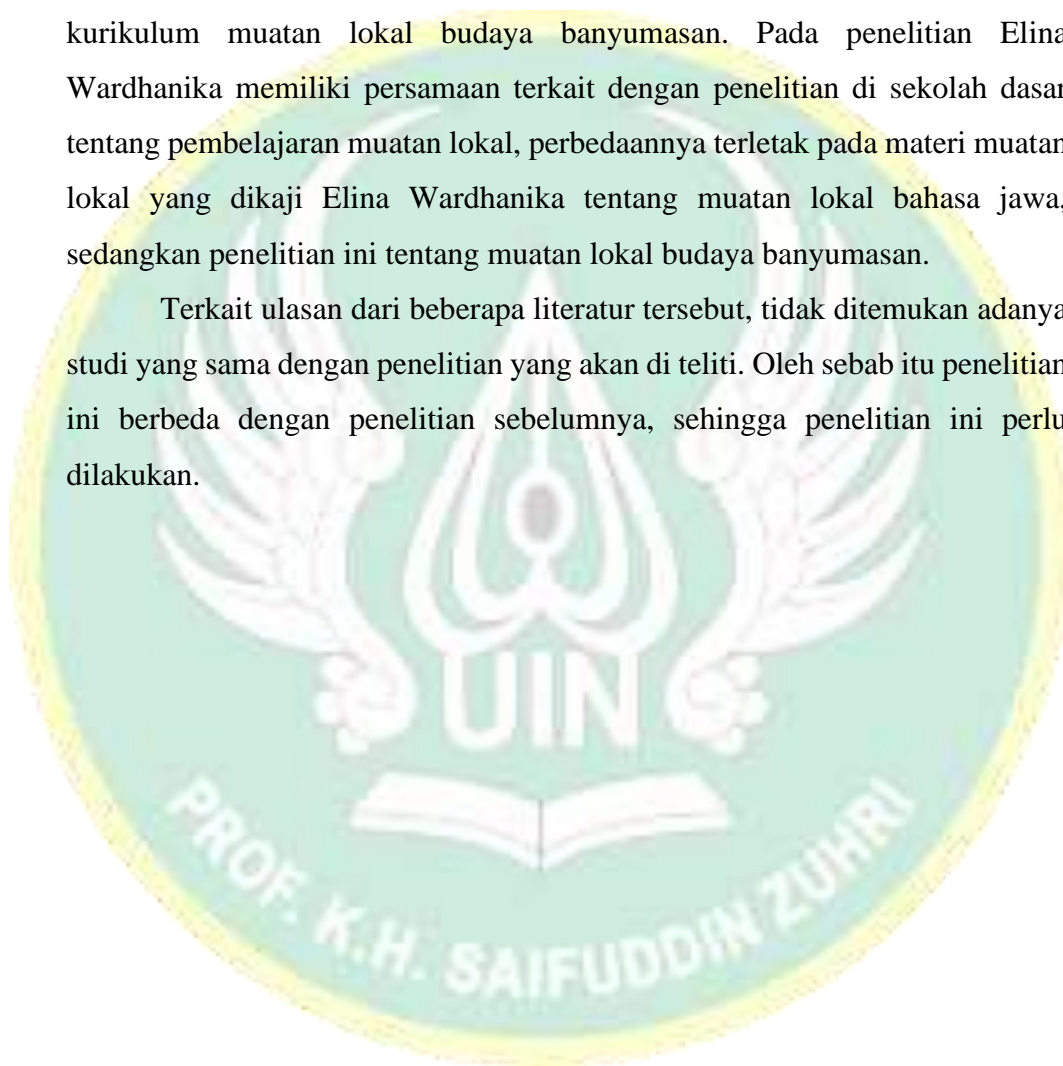 kurikulum muatan lokal budaya banyumasan. Pada penelitian Elina
Wardhanika memiliki persamaan terkait dengan penelitian di sekolah dasar
tentang pembelajaran muatan lokal, perbedaannya terletak pada materi muatan
lokal yang dikaji Elina Wardhanika tentang muatan lokal bahasa jawa,
sedangkan penelitian ini tentang muatan lokal budaya banyumasan.
Terkait ulasan dari beberapa literatur tersebut, tidak ditemukan adanya
studi yang sama dengan penelitian yang akan di teliti. Oleh sebab itu penelitian
ini berbeda dengan penelitian sebelumnya, sehingga penelitian ini perlu
dilakukan.
UIN
PROF. K.H. SAIFUDDIN ZUHRI